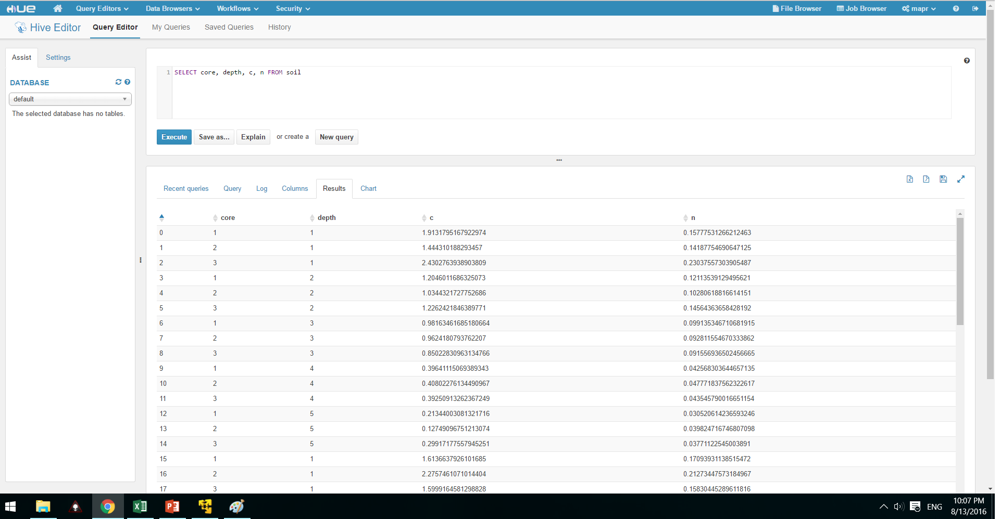 HUE Query Editors Data Browsers Workflows Security File Browser Job Browser mapr
Hive Editor Query Editor My Queries Saved Queries History
Assist Settings
DATABASE
default
The selected database has no tables.
1 SELECT core, depth, c, n FROM soil
Execute Save as... Explain or create a New query
Recent queries Query Log Columns Results Chart
core depth c n
0 1 1 1.9131795167922974 0.15777531266212463
1 2 1 1.444310188293457 0.14187754690647125
2 3 1 2.4302763938903809 0.23037557303905487
3 1 2 1.2046011686325073 0.12113539129495621
4 2 2 1.0344321727752686 0.10280618816614151
5 3 2 1.2262421846389771 0.14564363658428192
6 1 3 0.98163461685180664 0.099135346710681915
7 2 3 0.9624180793762207 0.092811554670333862
8 3 3 0.85022830963134766 0.091556936502456665
9 1 4 0.39641115069389343 0.042568303644657135
10 2 4 0.40802276134490967 0.047771837562322617
11 3 4 0.39250913262367249 0.043545790016651154
12 1 5 0.21344003081321716 0.030520614236593246
13 2 5 0.12749096751213074 0.039824716746807098
14 3 5 0.29917177557945251 0.03771122545003891
15 1 1 1.6136637926101685 0.17093931138515472
16 2 1 2.2757461071014404 0.21273447573184967
17 3 1 1.5999164581298828 0.15830445289611816
ENG
10:07 PM
8/13/2016